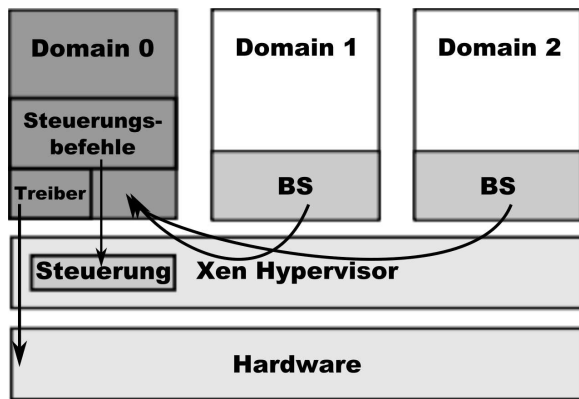 Domain 0
Domain 1
Domain 2
Steuerungs-
befehle
Treiber
BS
BS
Steuerung
Xen Hypervisor
Hardware